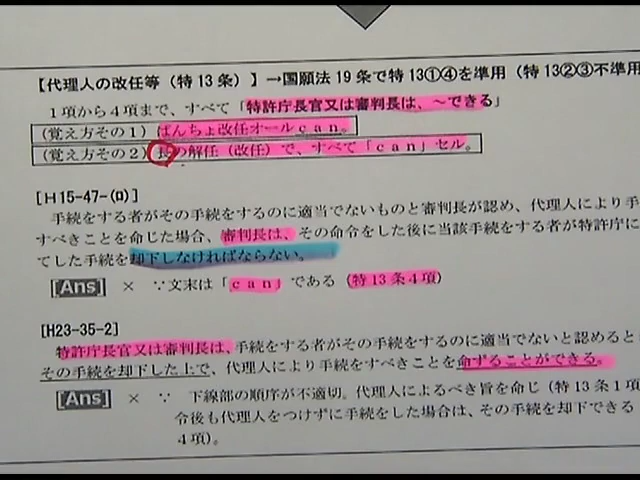 【代理人の改任等（特13条）】→国願法19条で特13①④を準用（特13②③不準用
１項から４項まで、すべて「特許庁長官又は審判長は、～できる」
（覚え方その１）ばんちょ改任オールｃａｎ。
（覚え方その２）長の解任（改任）で、すべて「ｃａｎ」セル。
[H15-47-(ﾛ)]
手続をする者がその手続をするのに適当でないものと審判長が認め、代理人により手
すべきことを命じた場合、審判長は、その命令をした後に当該手続をする者が特許庁に
てした手続を却下しなければならない。
[Ans] × ∵文末は「ｃａｎ」である（特13条４項）
[H23-35-2]
特許庁長官又は審判長は、手続をする者がその手続をするのに適当でないと認めると
その手続を却下した上で、代理人により手続をすべきことを命ずることができる。
[Ans] × ∵ 下線部の順序が不適切。代理人によるべき旨を命じ（特13条１項
令後も代理人をつけずに手続をした場合は、その手続を却下できる
４項）。